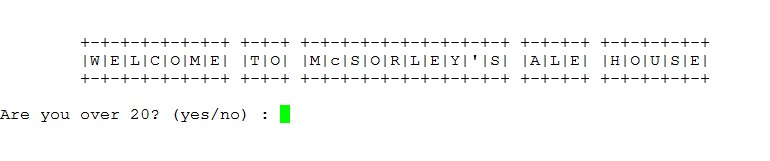 +-+-+-+-+-+-+-+ +-+-+ +-+-+-+-+-+-+-+-+-+-+ +-+-+-+ +-+-+-+-+-+
|W|E|L|C|O|M|E| |T|O| |M|c|S|O|R|L|E|Y|'|S| |A|L|E| |H|O|U|S|E|
+-+-+-+-+-+-+-+ +-+-+ +-+-+-+-+-+-+-+-+-+-+ +-+-+-+ +-+-+-+-+-+
Are you over 20? (yes/no) :